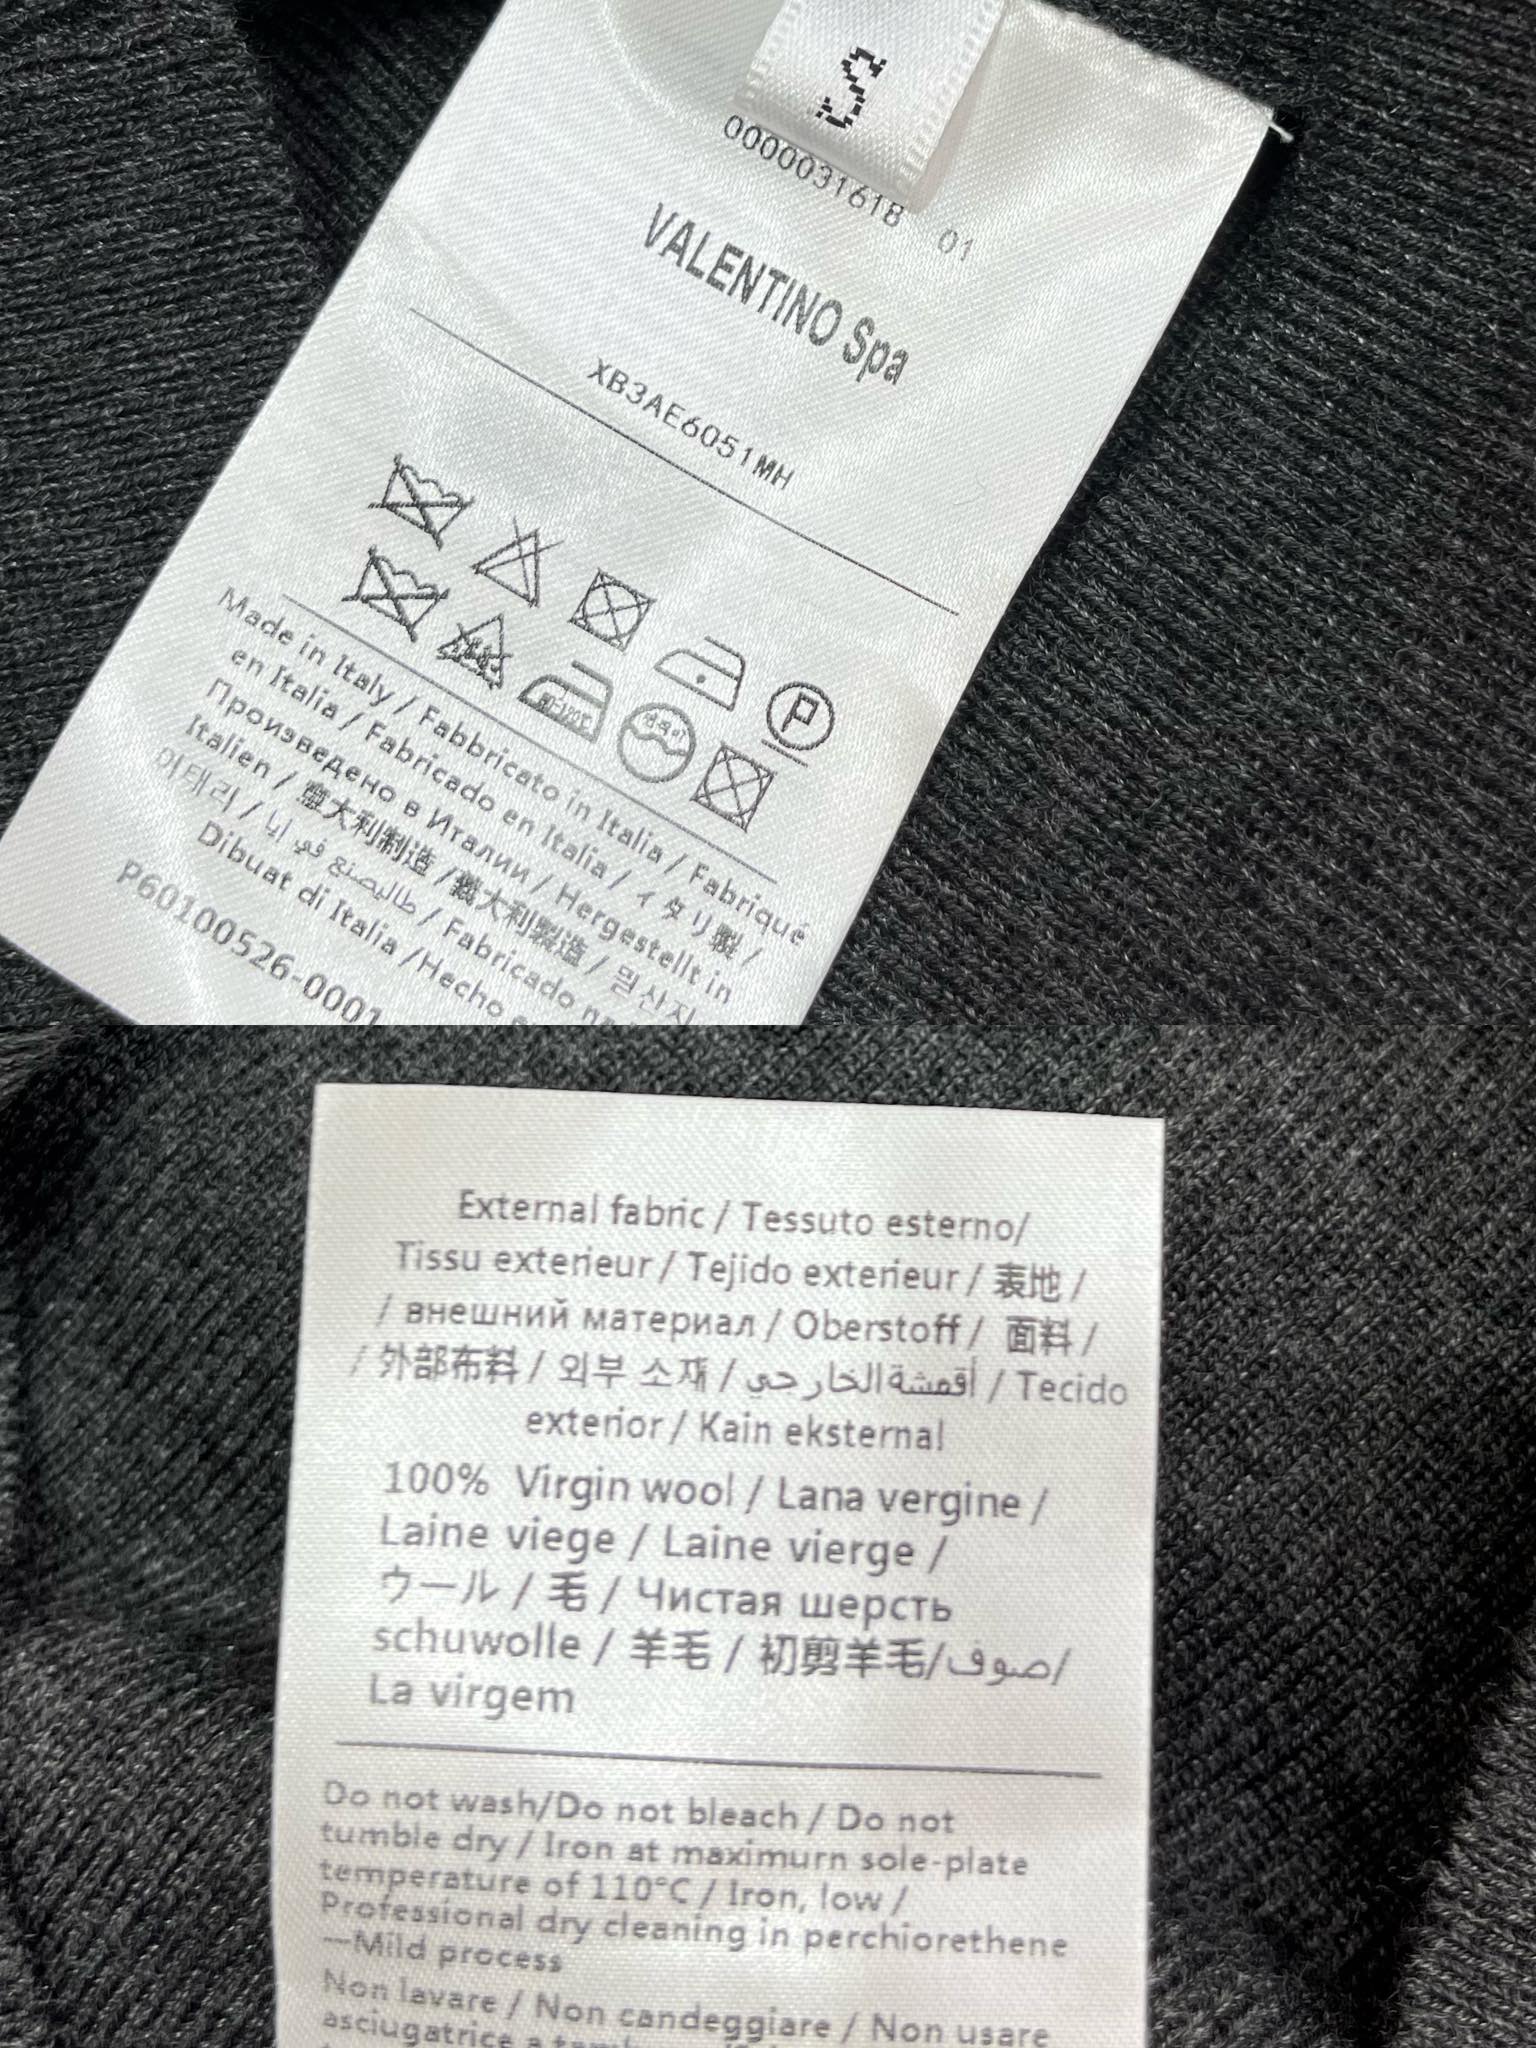 S
0000031618 01
VALENTINO Spa
XB3AE6051MH
P
Made in Italy / Fabbricato in Italia / Fabriqué
en Italia / Fabricado en Italia / イタリ製 /
Произведено в Италии / Hergestellt in
Italien / 意大利制造 / 義大利製造 / 밀산지
이태리 / طاليصنع في ايا / Fabricado
Dibuat di Italia /Hecho
P60100526-0001
External fabric / Tessuto esterno/
Tissu exterieur / Tejido exterieur / 表地 /
/ внешний материал / Oberstoff / 面料 /
/ 外部布料 / 외부 소재 / أقمشة الخارجي / Tecido
exterior / Kain eksternal
100% Virgin wool / Lana vergine /
Laine viege / Laine vierge /
ウール / 毛 / Чистая шерсть
schuwolle / 羊毛 / 初剪羊毛/صوف/
La virgem
Do not wash/Do not bleach / Do not
tumble dry / Iron at maximurn sole-plate
temperature of 110°C / Iron, low /
Professional dry cleaning in perchiorethene
—Mild process
Non lavare / Non candeggiare / Non usare
asciugatrice a